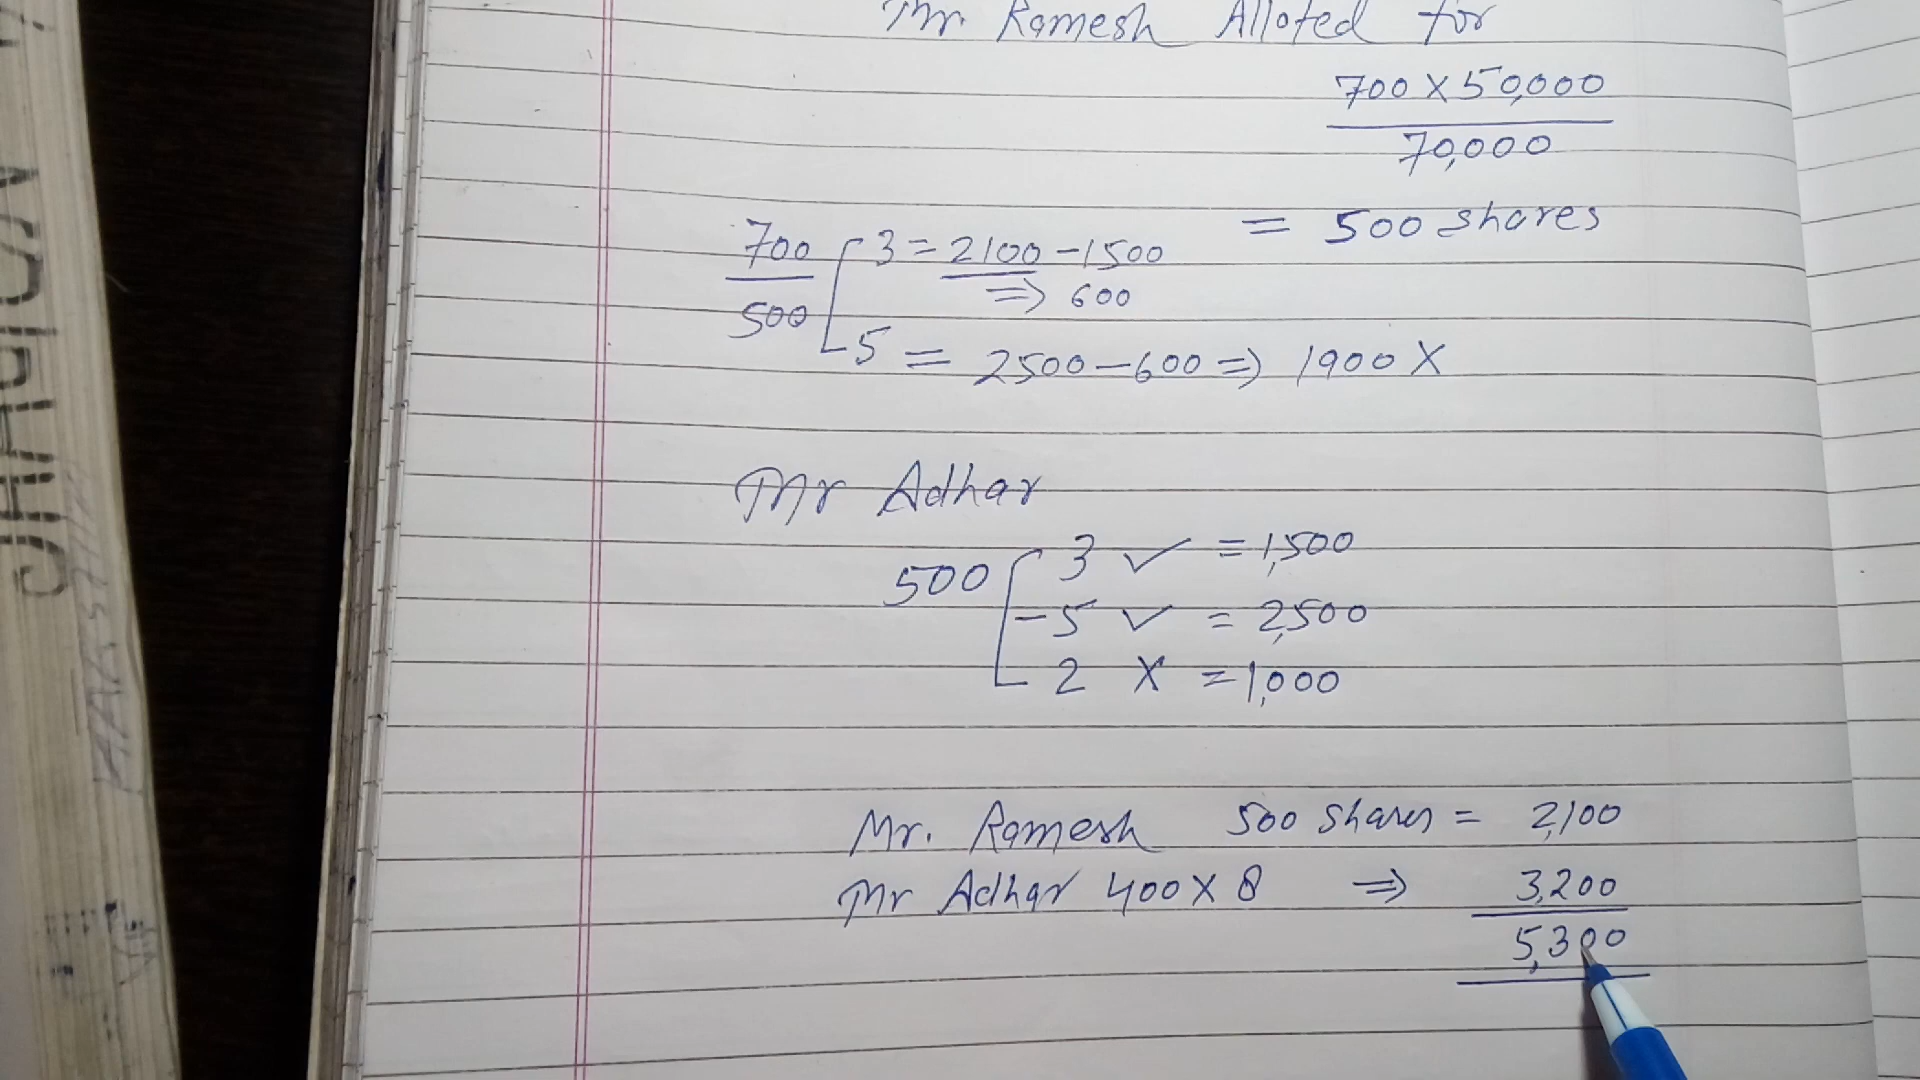 Mr. Ramesh Alloted for
700 X 50,000
70,000
= 500 shares
700 3 = 2100 - 1500
=> 600
500
5 = 2500 - 600 => 1900 X
Mr Adhar
500 3 ✓ = 1,500
- 5 ✓ = 2,500
2 X = 1,000
Mr. Ramesh 500 Shares = 2,100
Mr Adhar 400 X 8 => 3,200
5,300